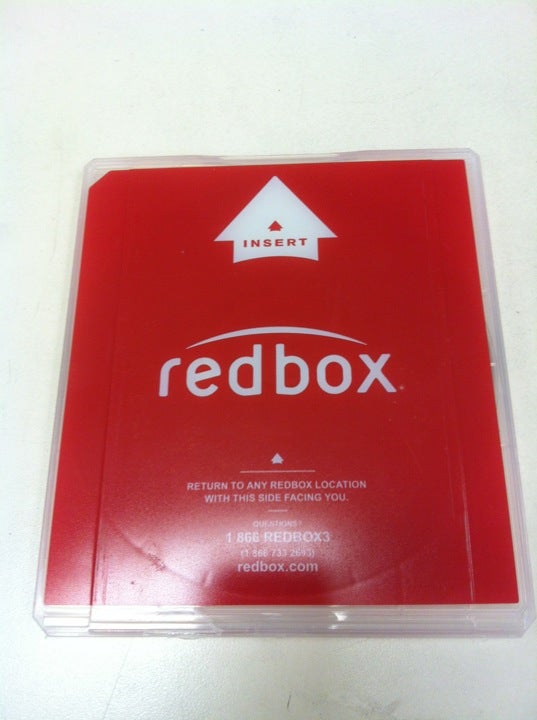 INSERT
redbox
RETURN TO ANY REDBOX LOCATION
WITH THIS SIDE FACING YOU.
QUESTIONS?
1 866 REDBOX3
(1 866 733 2693)
redbox.com